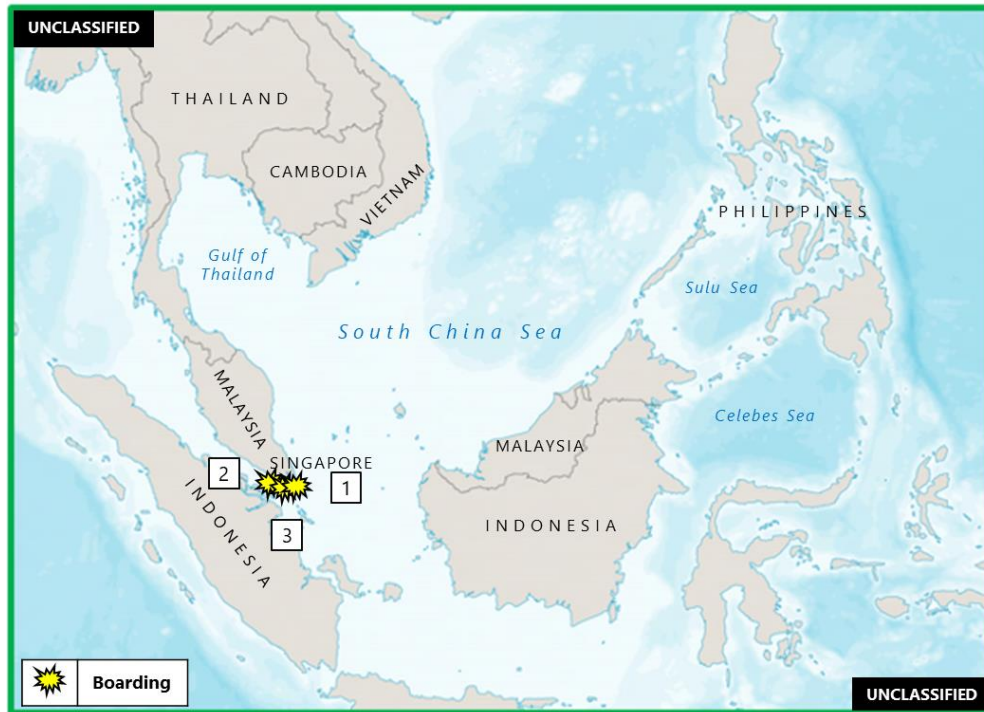 UNCLASSIFIED
THAILAND
CAMBODIA
VIETNAM
PHILIPPINES
Gulf of
Thailand
Sulu Sea
South China Sea
MALAYSIA
Celebes Sea
MALAYSIA
SINGAPORE
2
1
INDONESIA
INDONESIA
3
Boarding
UNCLASSIFIED